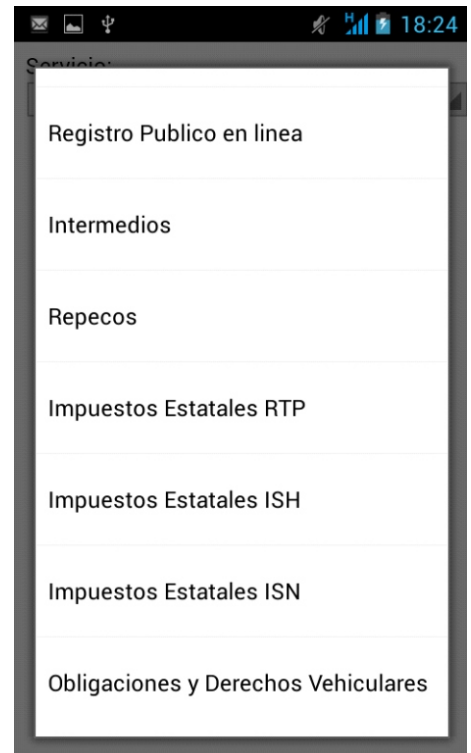 H
18:24
Servicio:
Registro Publico en linea
Intermedios
Repecos
Impuestos Estatales RTP
Impuestos Estatales ISH
Impuestos Estatales ISN
Obligaciones y Derechos Vehiculares